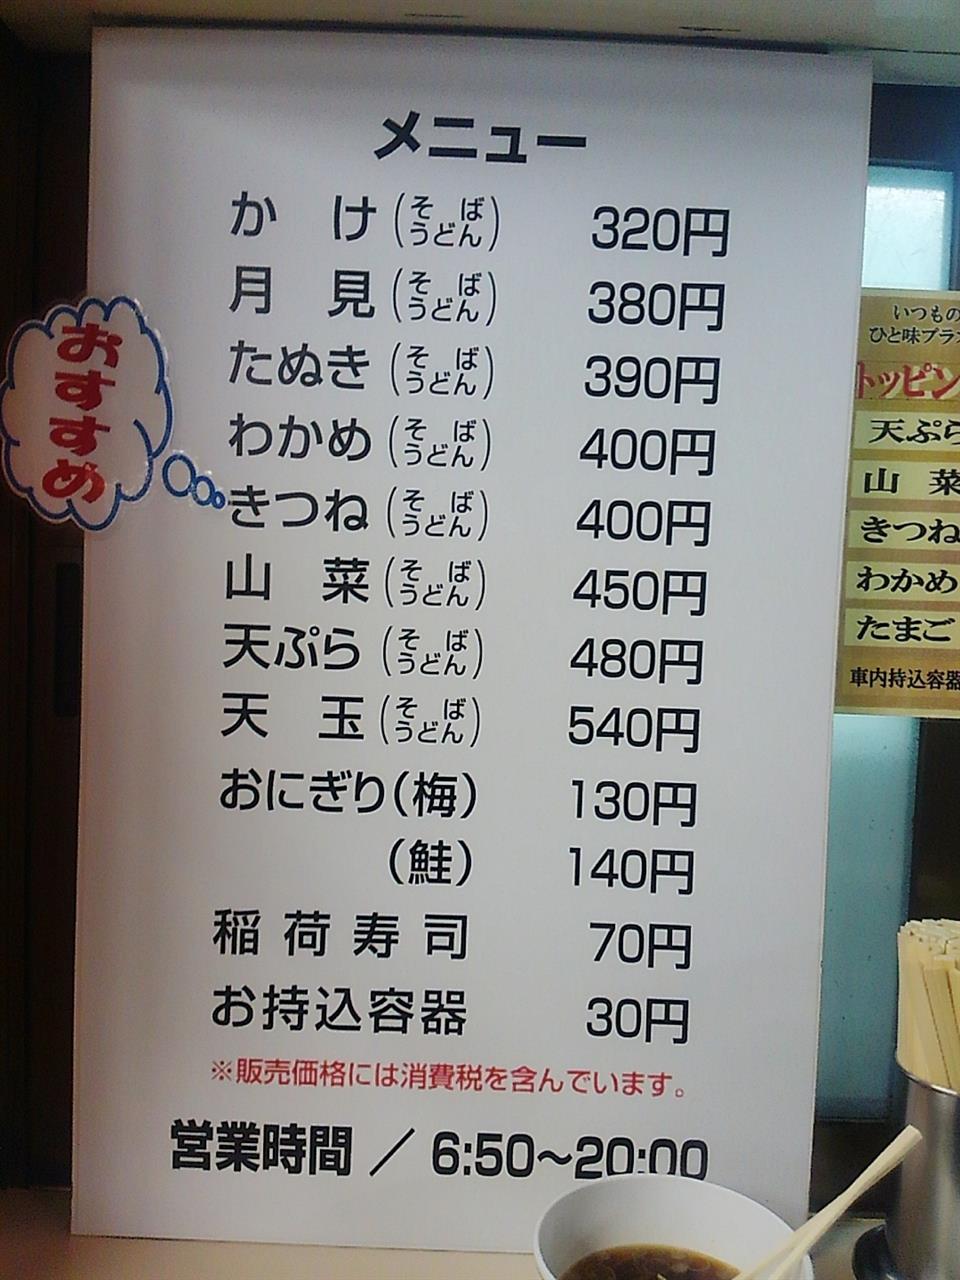 メニュー
かけ(そば うどん) 320円
月見(そば うどん) 380円
たぬき(そば うどん) 390円
わかめ(そば うどん) 400円
きつね(そば うどん) 400円
山菜(そば うどん) 450円
天ぷら(そば うどん) 480円
天玉(そば うどん) 540円
おにぎり(梅) 130円
(鮭) 140円
稲荷寿司 70円
お持込容器 30円
※販売価格には消費税を含んでいます。
営業時間 / 6:50~20:00
おすすめ
いつもの
ひと味プラ
トッピン
天ぷら
山菜
きつね
わかめ
たまご
車内持込容器